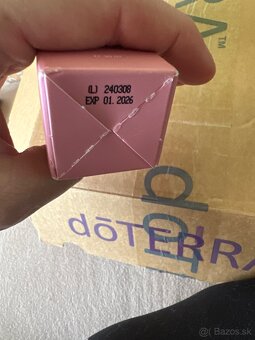 (L) 240308
EXP 01.2026
dōTERRA
© Bazos.sk